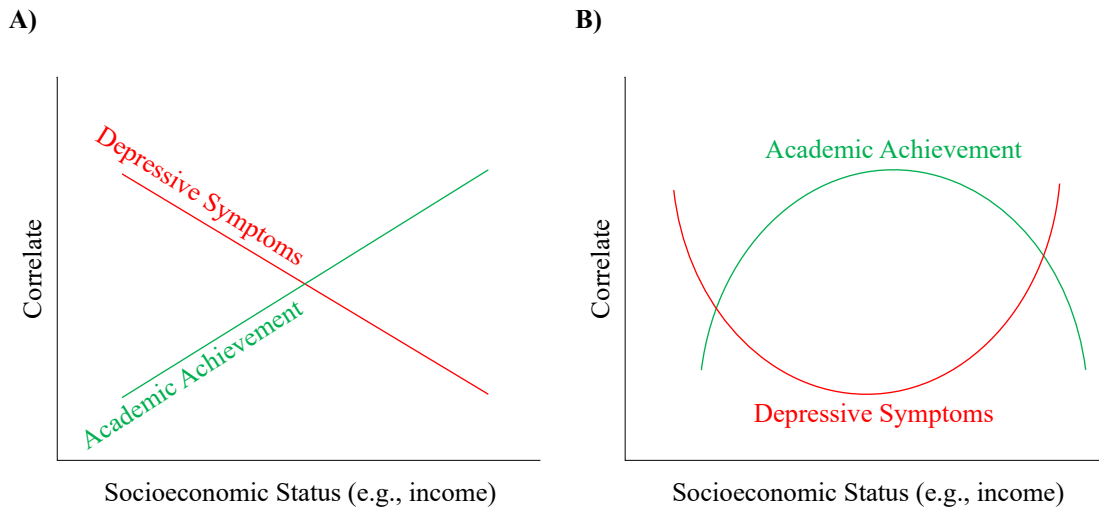 A)
Depressive Symptoms
Academic Achievement
Correlate
Socioeconomic Status (e.g., income)
B)
Academic Achievement
Depressive Symptoms
Correlate
Socioeconomic Status (e.g., income)